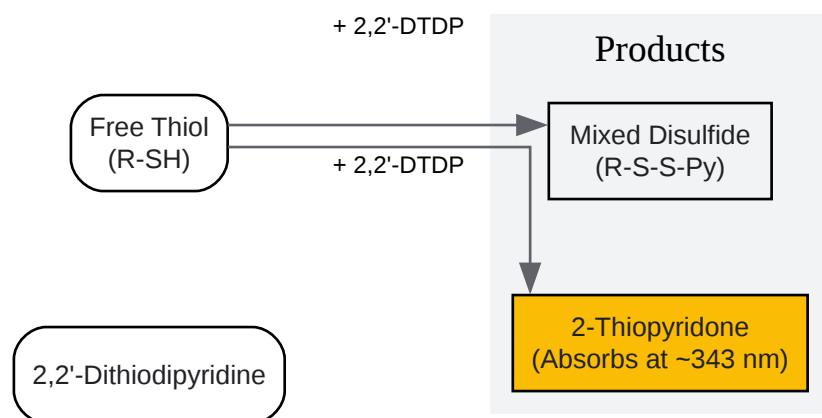 + 2,2'-DTDP
Products
Free Thiol
(R-SH)
Mixed Disulfide
(R-S-S-Py)
+ 2,2'-DTDP
2-Thiopyridone
(Absorbs at ~343 nm)
2,2'-Dithiodipyridine